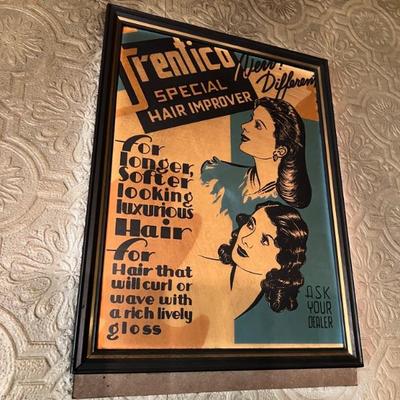 Trentico
New!
Different
SPECIAL
HAIR IMPROVER
for
longer,
Softer
looking
luxurious
Hair
for
Hair that
will curl or
wave with
a rich lively
gloss
ASK
YOUR
DEALER